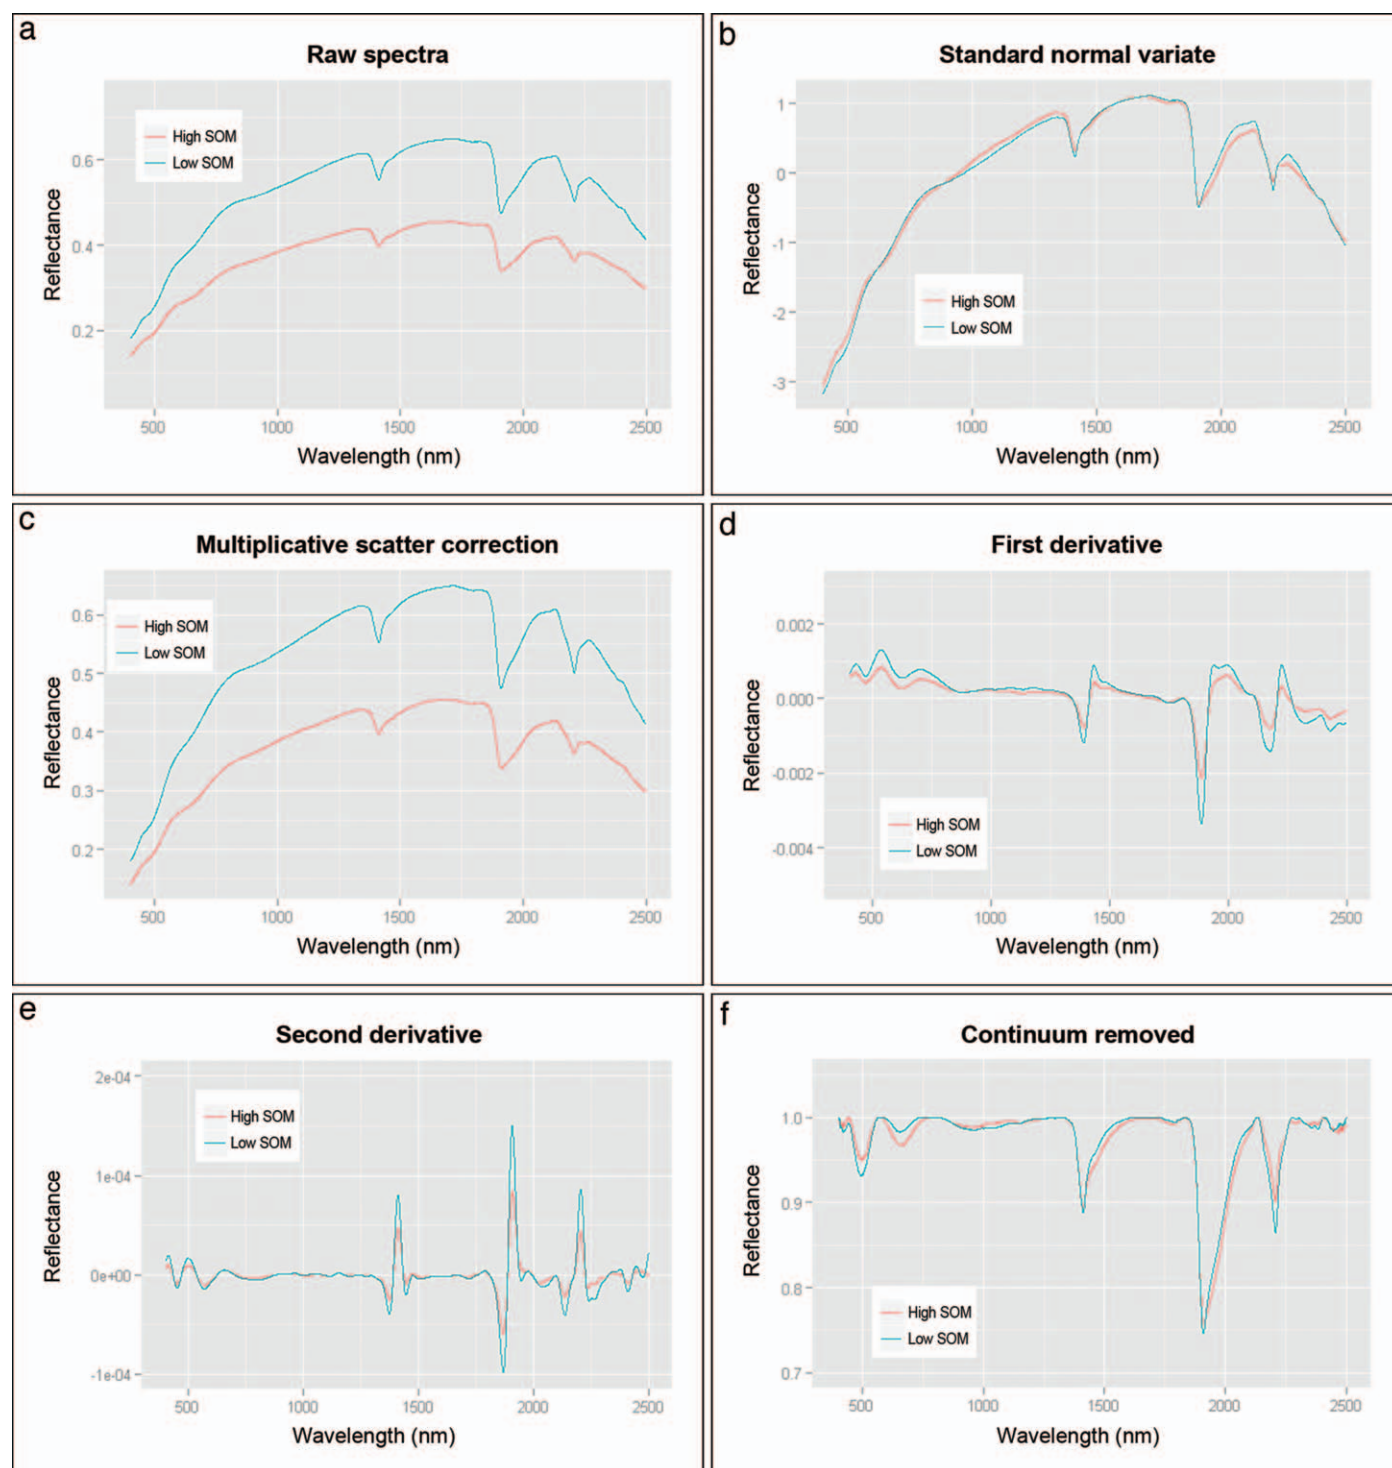 a
Raw spectra
High SOM
Low SOM
0.6
0.4
0.2
Reflectance
500 1000 1500 2000 2500
Wavelength (nm)
b
Standard normal variate
1
0
-1
-2
-3
Reflectance
High SOM
Low SOM
500 1000 1500 2000 2500
Wavelength (nm)
c
Multiplicative scatter correction
0.6
0.5
0.4
0.3
0.2
Reflectance
High SOM
Low SOM
500 1000 1500 2000 2500
Wavelength (nm)
d
First derivative
0.002
0.000
-0.002
-0.004
Reflectance
High SOM
Low SOM
500 1000 1500 2000 2500
Wavelength (nm)
e
Second derivative
2e-04
1e-04
0e+00
-1e-04
Reflectance
High SOM
Low SOM
500 1000 1500 2000 2500
Wavelength (nm)
f
Continuum removed
1.0
0.9
0.8
0.7
Reflectance
High SOM
Low SOM
500 1000 1500 2000 2500
Wavelength (nm)